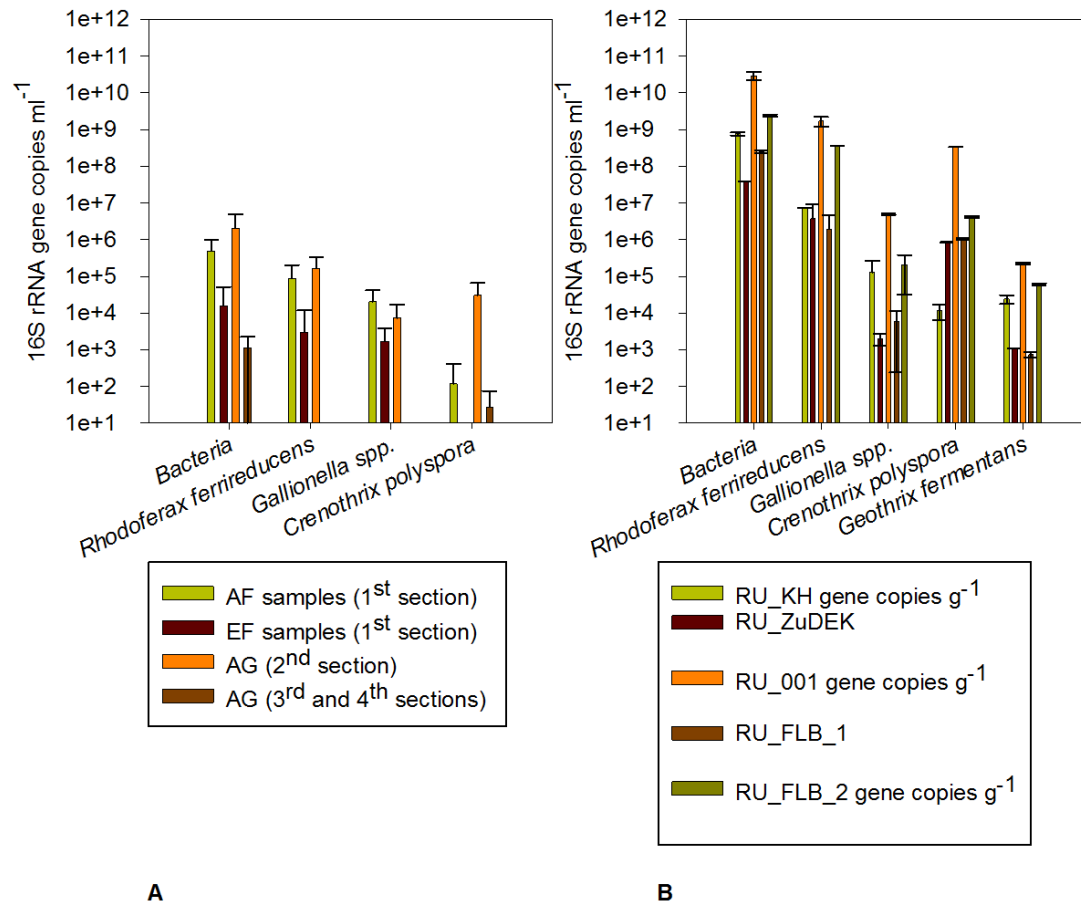 16S rRNA gene copies ml-1
1e+12
1e+11
1e+10
1e+9
1e+8
1e+7
1e+6
1e+5
1e+4
1e+3
1e+2
1e+1
Bacteria
Rhodoferax ferrireducens
Gallionella spp.
Crenothrix polyspora
AF samples (1st section)
EF samples (1st section)
AG (2nd section)
AG (3rd and 4th sections)
A
16S rRNA gene copies ml-1
1e+12
1e+11
1e+10
1e+9
1e+8
1e+7
1e+6
1e+5
1e+4
1e+3
1e+2
1e+1
Bacteria
Rhodoferax ferrireducens
Gallionella spp.
Crenothrix polyspora
Geothrix fermentans
RU_KH gene copies g-1
RU_ZuDEK
RU_001 gene copies g-1
RU_FLB_1
RU_FLB_2 gene copies g-1
B